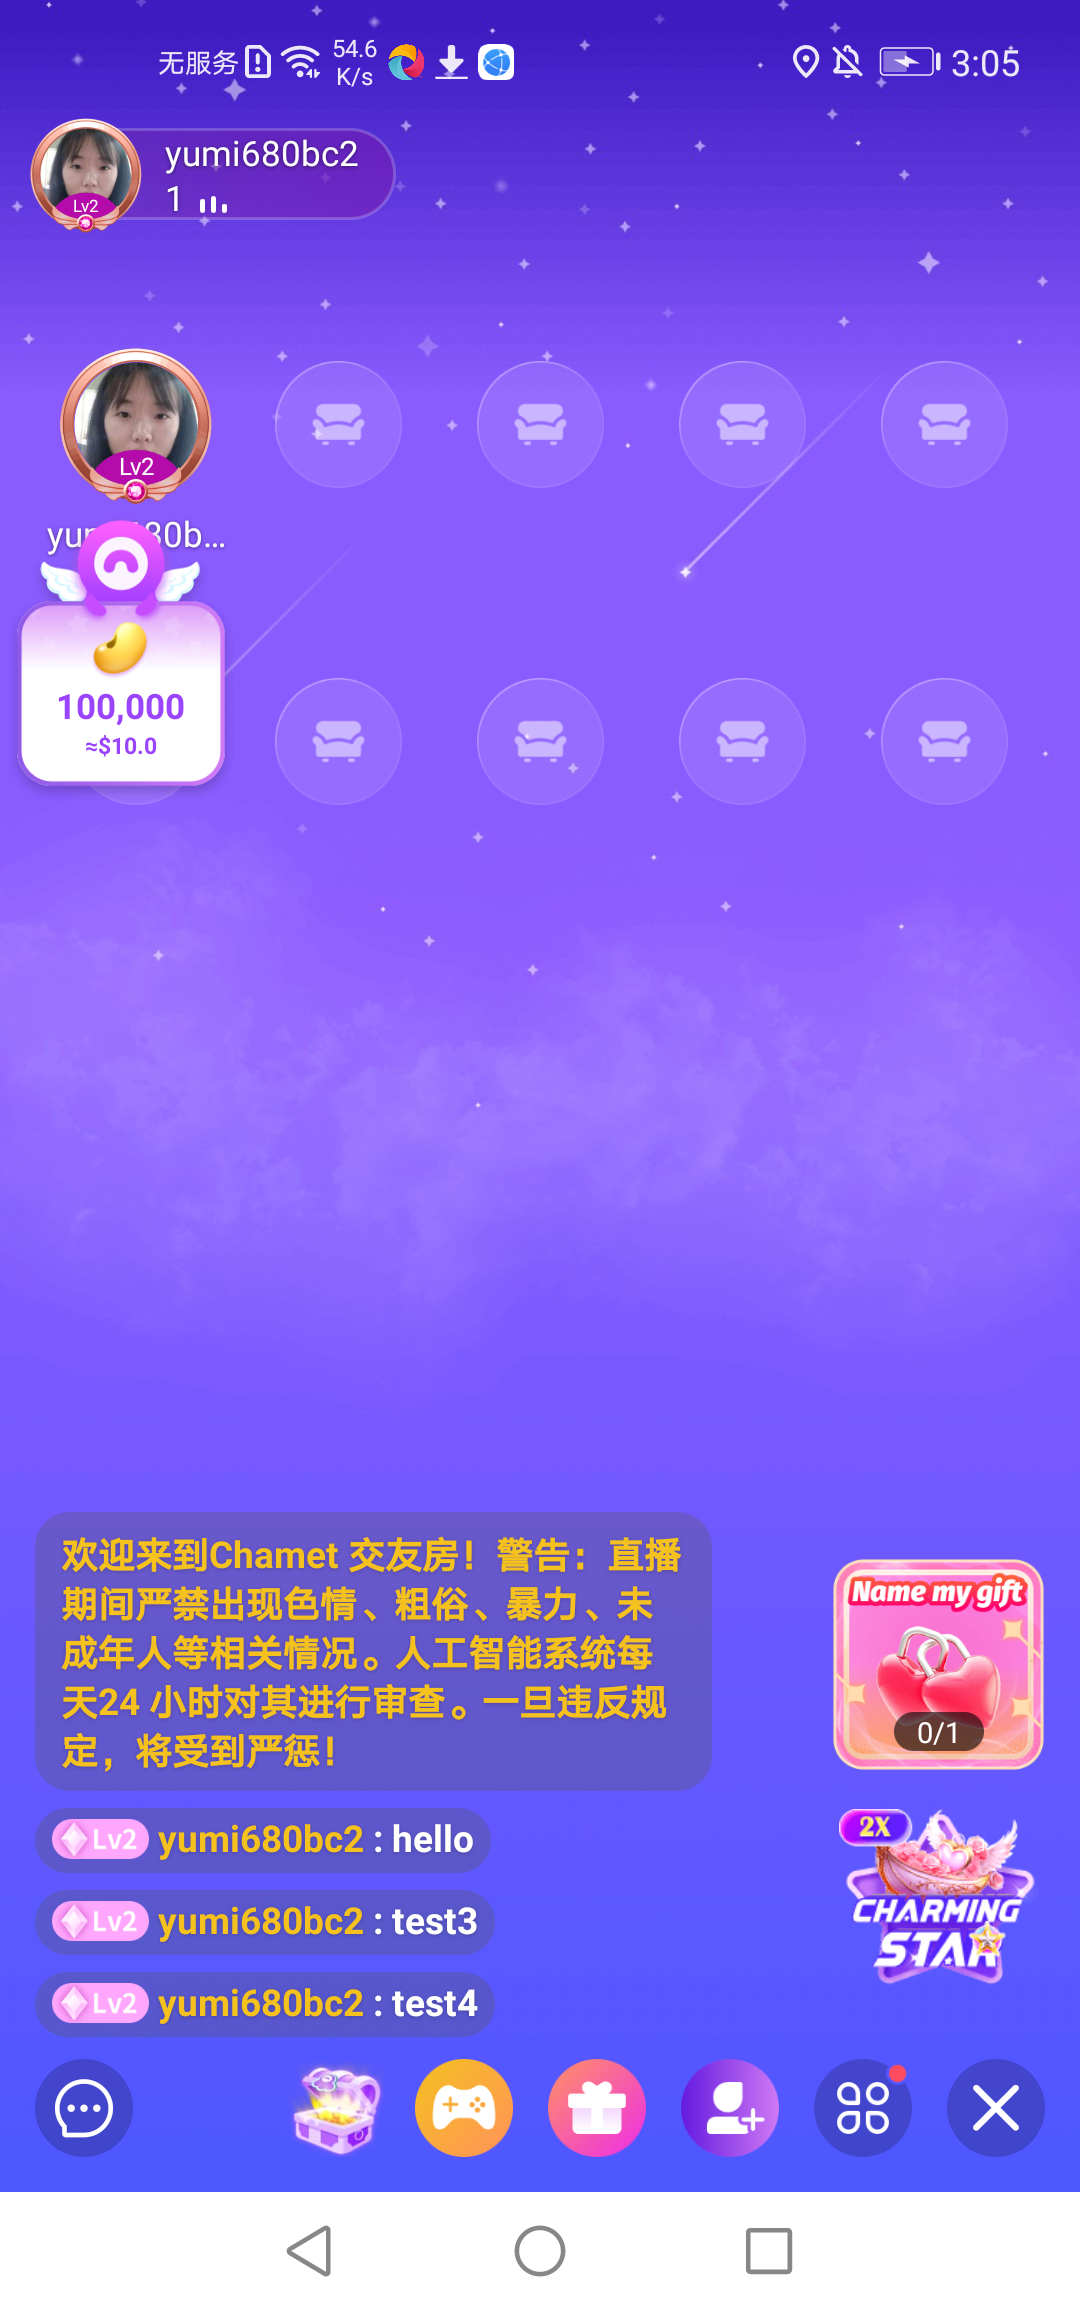 无服务
54.6
K/s
3:05
yumi680bc2
1
Lv2
Lv2
100,000
≈$10.0
欢迎来到Chamet 交友房！警告：直播
期间严禁出现色情、粗俗、暴力、未
成年人等相关情况。人工智能系统每
天24 小时对其进行审查。一旦违反规
定，将受到严惩！
Name my gift
0/1
2X
CHARMING
STAR
Lv2 yumi680bc2 : hello
Lv2 yumi680bc2 : test3
Lv2 yumi680bc2 : test4